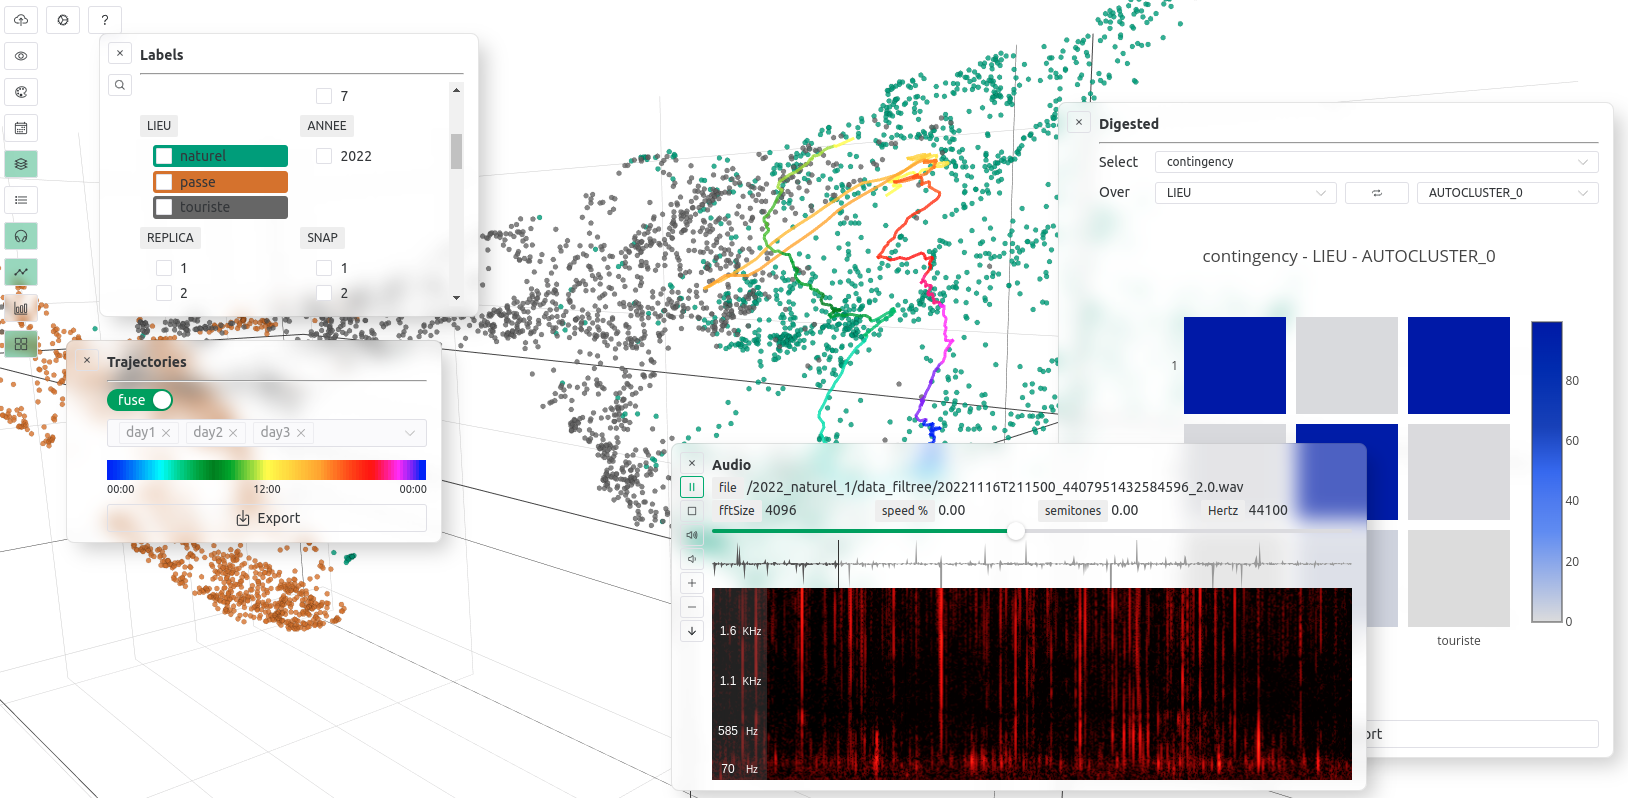 ?
Labels
7
LIEU
ANNEE
naturel
2022
passe
touriste
REPLICA
SNAP
1
1
2
2
Trajectories
fuse
day1 day2 day3
00:00 12:00 00:00
Export
Digested
Select contingency
Over LIEU AUTOCLUSTER_0
contingency - LIEU - AUTOCLUSTER_0
1
80
60
40
20
0
touriste
ort
Audio
file /2022_naturel_1/data_filtree/20221116T211500_4407951432584596_2.0.wav
fftSize 4096 speed % 0.00 semitones 0.00 Hertz 44100
1.6 KHz
1.1 KHz
585 Hz
70 Hz